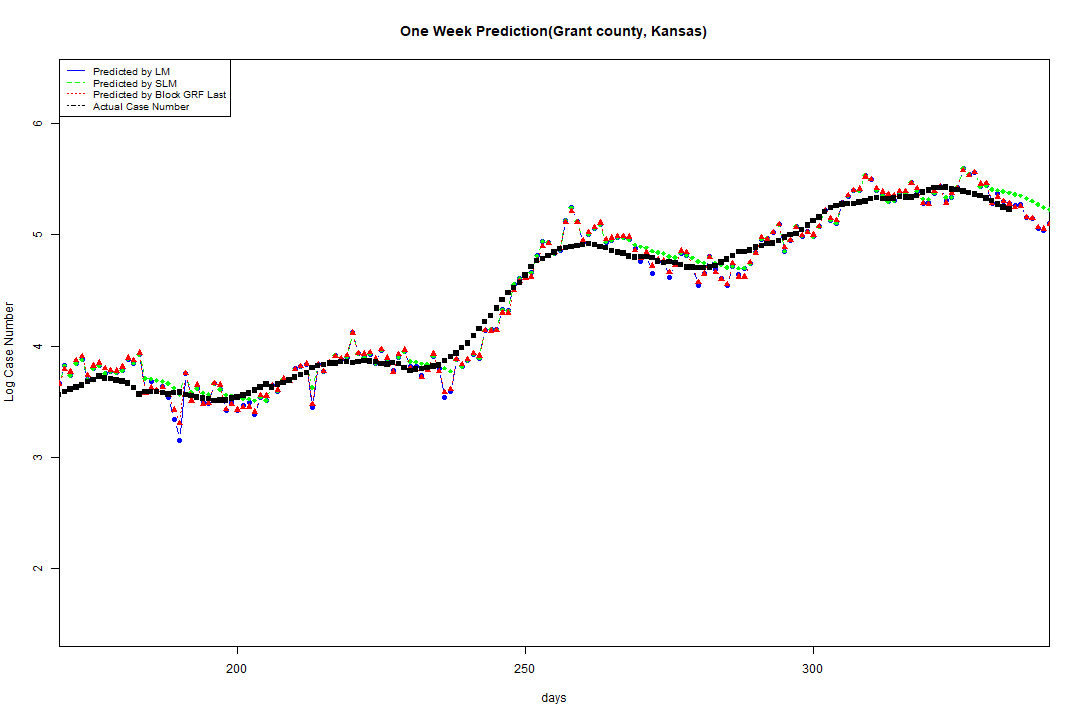 One Week Prediction(Grant county, Kansas)
Predicted by LM
Predicted by SLM
Predicted by Block GRF Last
Actual Case Number
6
5
4
3
2
Log Case Number
200
250
300
days